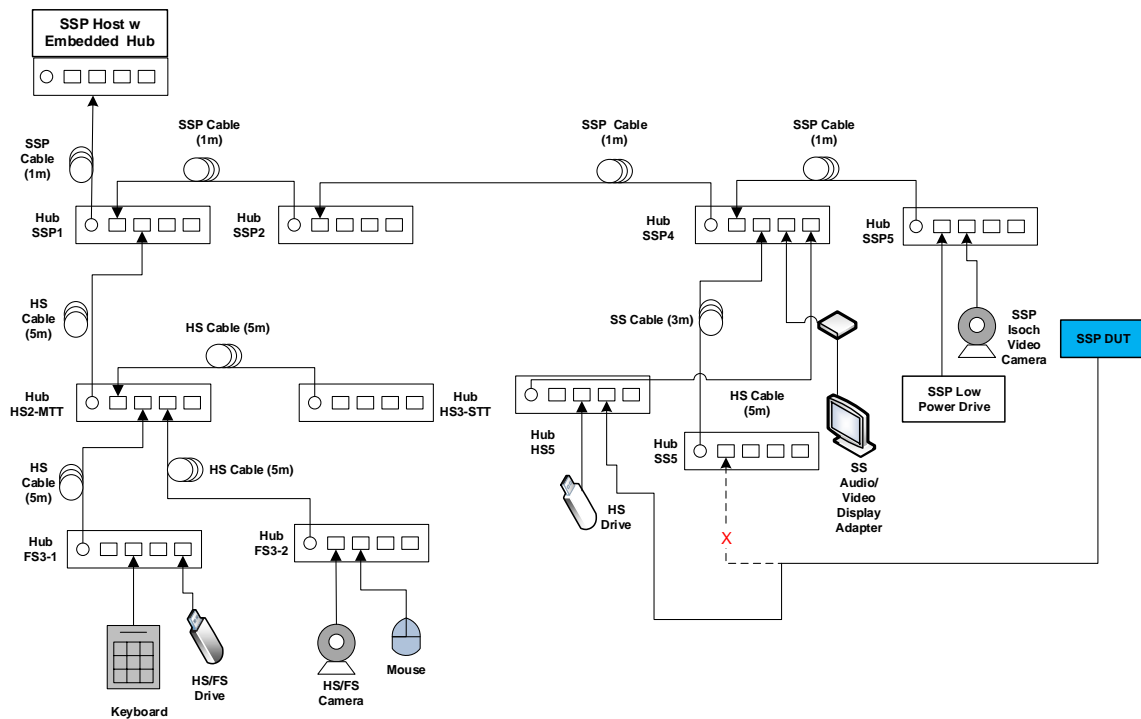 SSP Host w
Embedded Hub
SSP
Cable
(1m)
SSP Cable
(1m)
SSP  Cable
(1m)
SSP Cable
(1m)
Hub
SSP1
Hub
SSP2
Hub
SSP4
Hub
SSP5
HS
Cable
(5m)
HS Cable (5m)
SS Cable (3m)
SSP
Isoch
Video
Camera
SSP DUT
SSP Low
Power Drive
Hub
HS2-MTT
Hub
HS3-STT
Hub
HS5
HS Cable
(5m)
Hub
SS5
HS
Cable
(5m)
HS Cable (5m)
HS
Drive
SS
Audio/
Video
Display
Adapter
X
Hub
FS3-1
Hub
FS3-2
Keyboard
HS/FS
Drive
HS/FS
Camera
Mouse